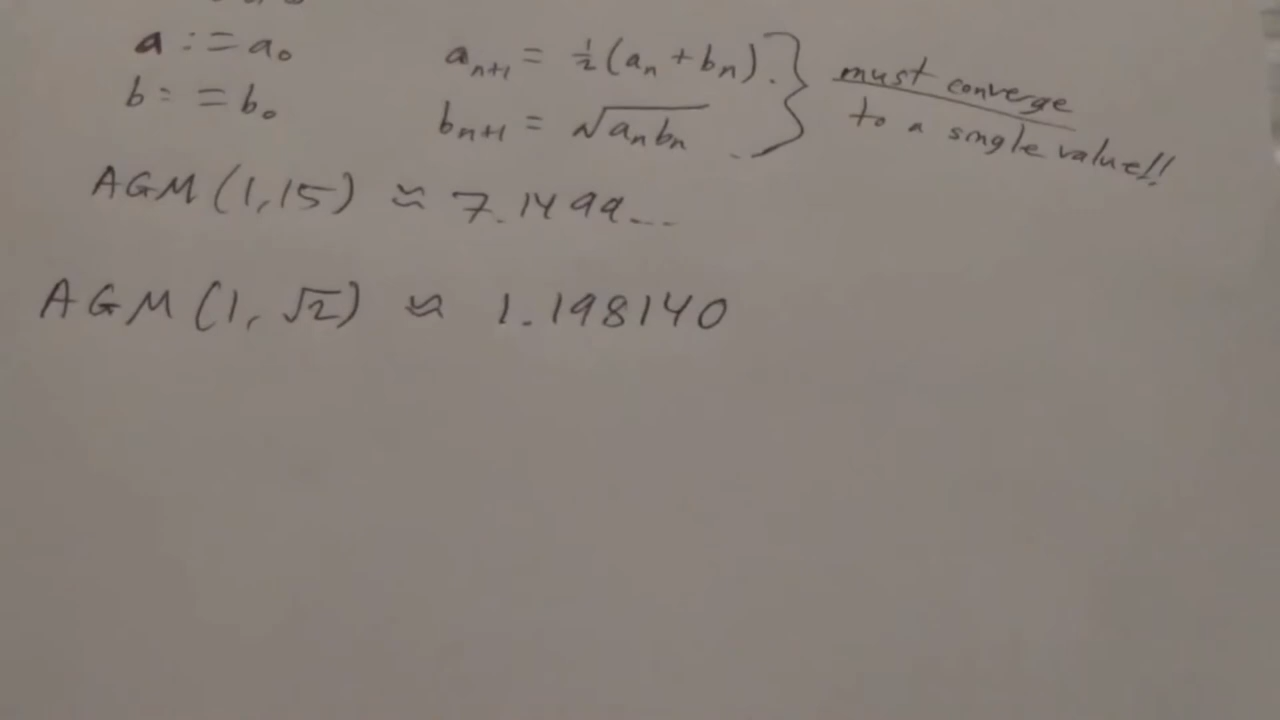 a := a₀ aₙ₊₁ = ½(aₙ + bₙ). } must converge
b := b₀ bₙ₊₁ = √aₙbₙ to a single value!!
AGM(1,15) ≈ 7.1499...
AGM(1,√2) ≈ 1.198140